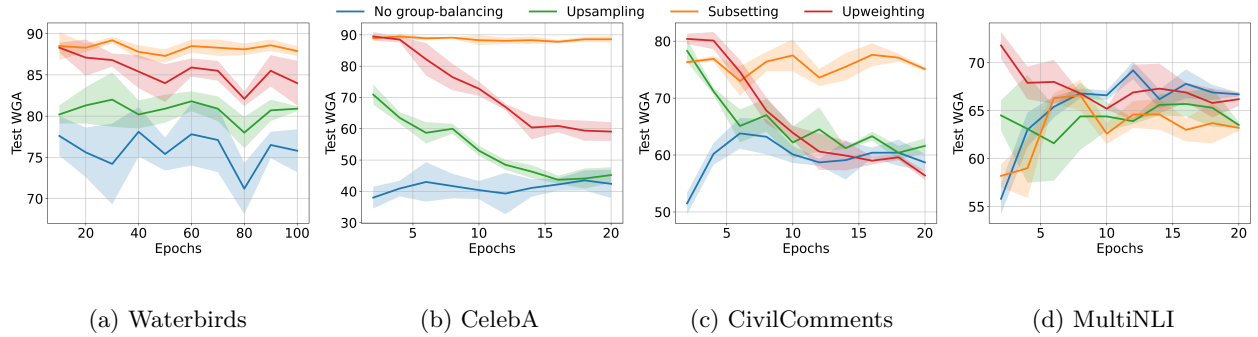 No group-balancing Upsampling Subsetting Upweighting
Test WGA
90
85
80
75
70
20 40 60 80 100
Epochs
Test WGA
90
80
70
60
50
40
30
5 10 15 20
Epochs
Test WGA
80
70
60
50
5 10 15 20
Epochs
Test WGA
70
65
60
55
5 10 15 20
Epochs
(a) Waterbirds
(b) CelebA
(c) CivilComments
(d) MultiNLI